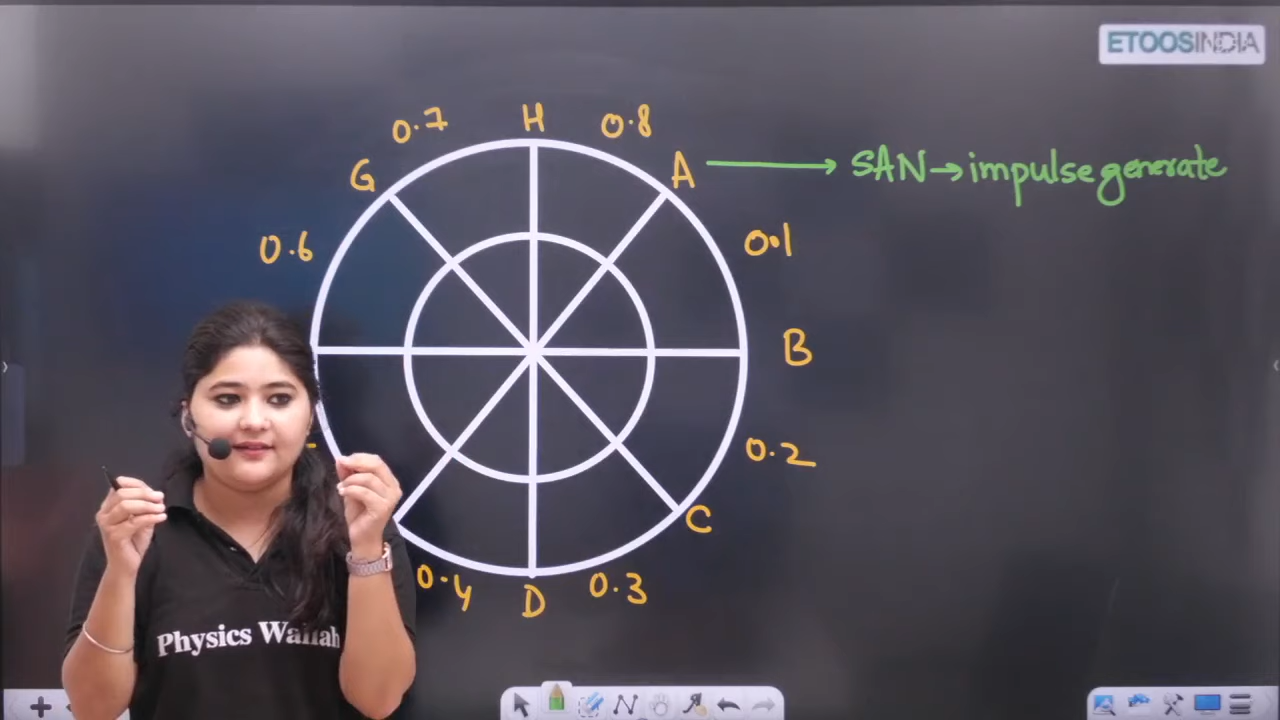 ETOOSINDIA
0.7 H 0.8
G A → SAN → impulse generate
0.6 0.1
B
0.2
C
0.4 D 0.3
Physics Wallah